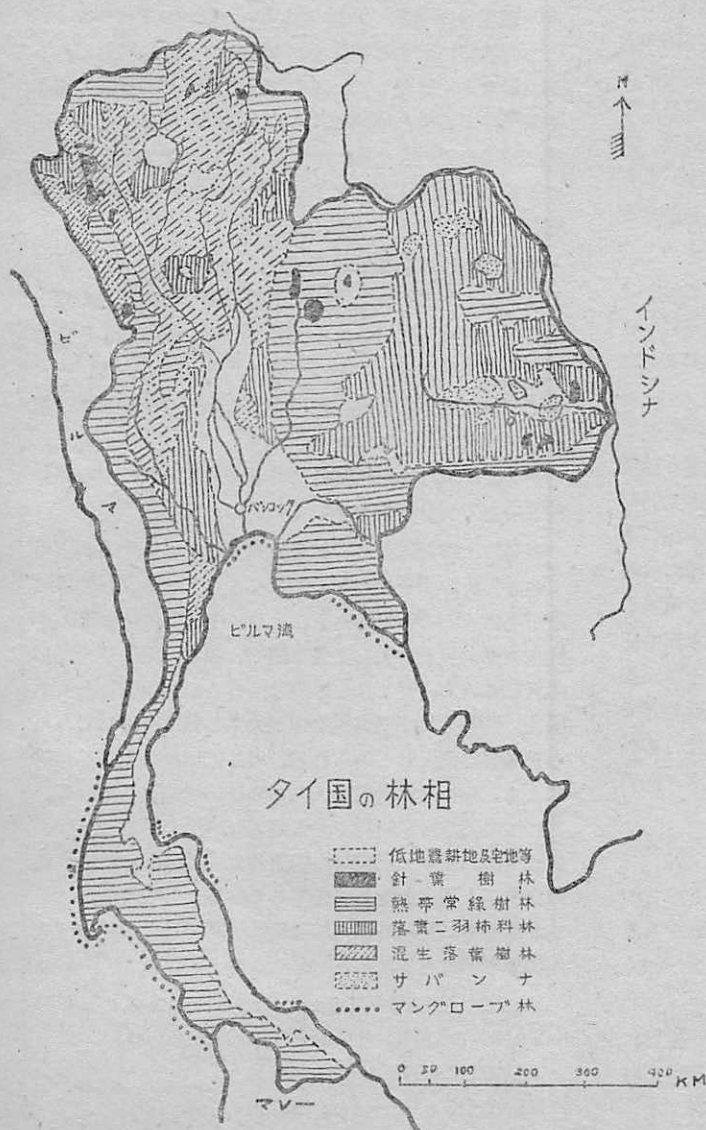 N
4
インドシナ
ビルマ
バンコック
ビルマ湾
タイ国の林相
低地農耕地及宅地等
針葉樹林
熱帯常緑樹林
落葉二羽柿科林
混生落葉樹林
サバンナ
マングローブ林
0 50 100 200 300 400 KM
マレー